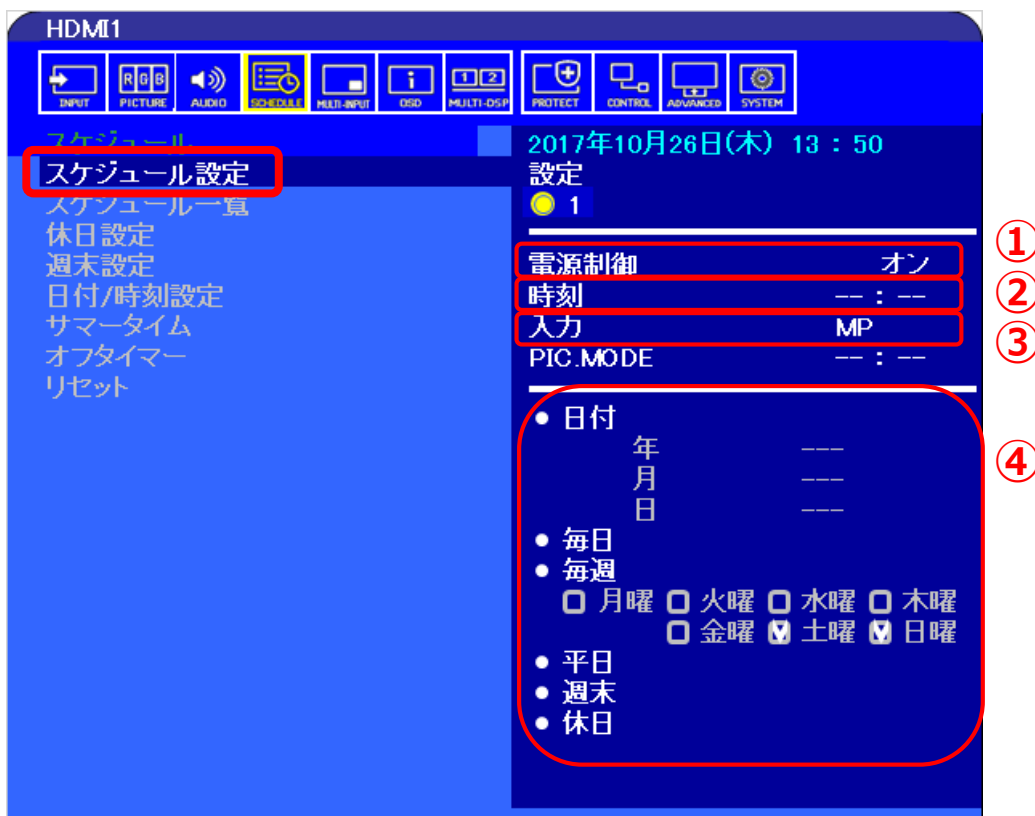 HDMI1
INPUT RGB PICTURE AUDIO SCHEDULE MULTI-INPUT i OSD 1 2 MULTI-DSP PROTECT CONTROL ADVANCED SYSTEM
スケジュール
スケジュール設定
スケジュール一覧
休日設定
週末設定
日付/時刻設定
サマータイム
オフタイマー
リセット
2017年10月26日(木) 13 : 50
設定
1
電源制御 オン ①
時刻 -- : -- ②
入力 MP ③
PIC.MODE -- : --
● 日付
年 ---
月 ---
日 ---
④
● 毎日
● 毎週
月曜 火曜 水曜 木曜
金曜 土曜 日曜
● 平日
● 週末
● 休日